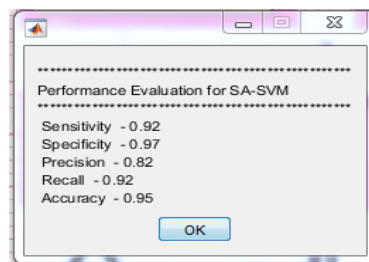 ****************************************************
Performance Evaluation for SA-SVM
****************************************************
Sensitivity - 0.92
Specificity - 0.97
Precision - 0.82
Recall - 0.92
Accuracy - 0.95
OK